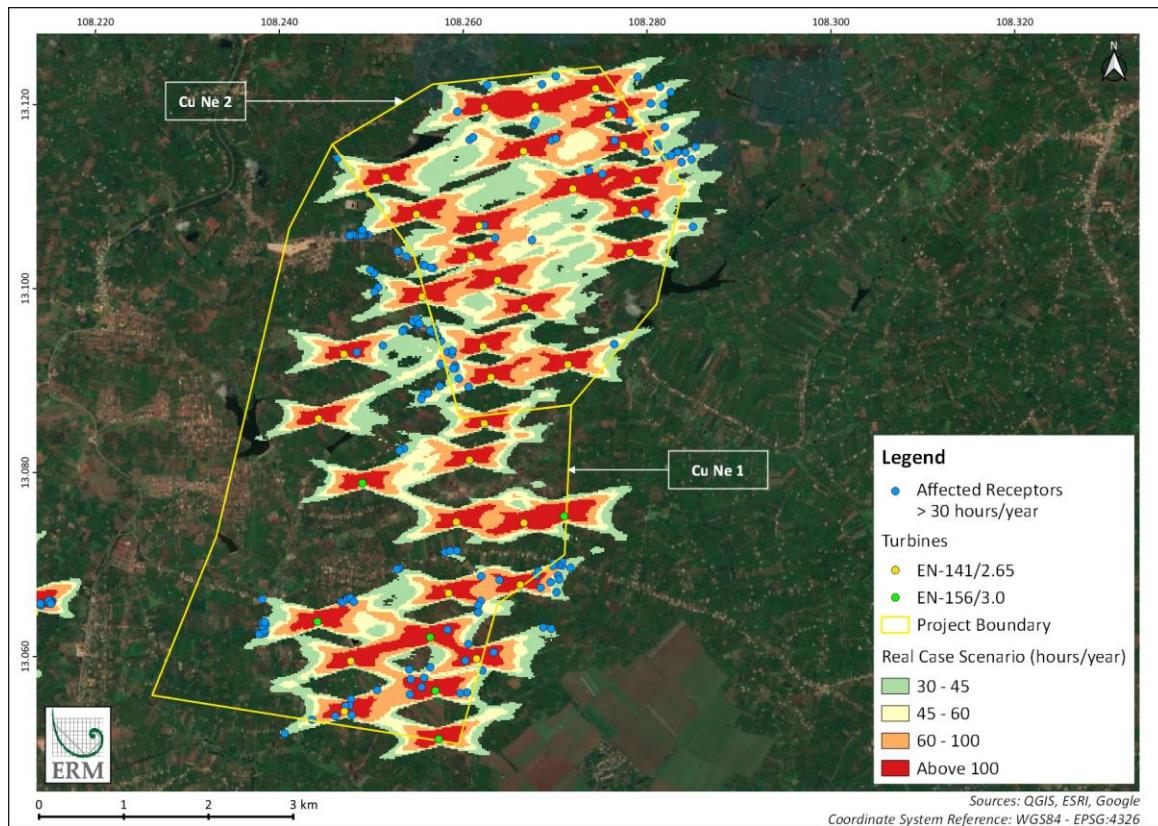 108.220 108.240 108.260 108.280 108.300 108.320
13.120
13.100
13.080
13.060
N
Cu Ne 2
Cu Ne 1
Legend
Affected Receptors
> 30 hours/year
Turbines
EN-141/2.65
EN-156/3.0
Project Boundary
Real Case Scenario (hours/year)
30 - 45
45 - 60
60 - 100
Above 100
ERM
0 1 2 3 km
Sources: QGIS, ESRI, Google
Coordinate System Reference: WGS84 - EPSG:4326